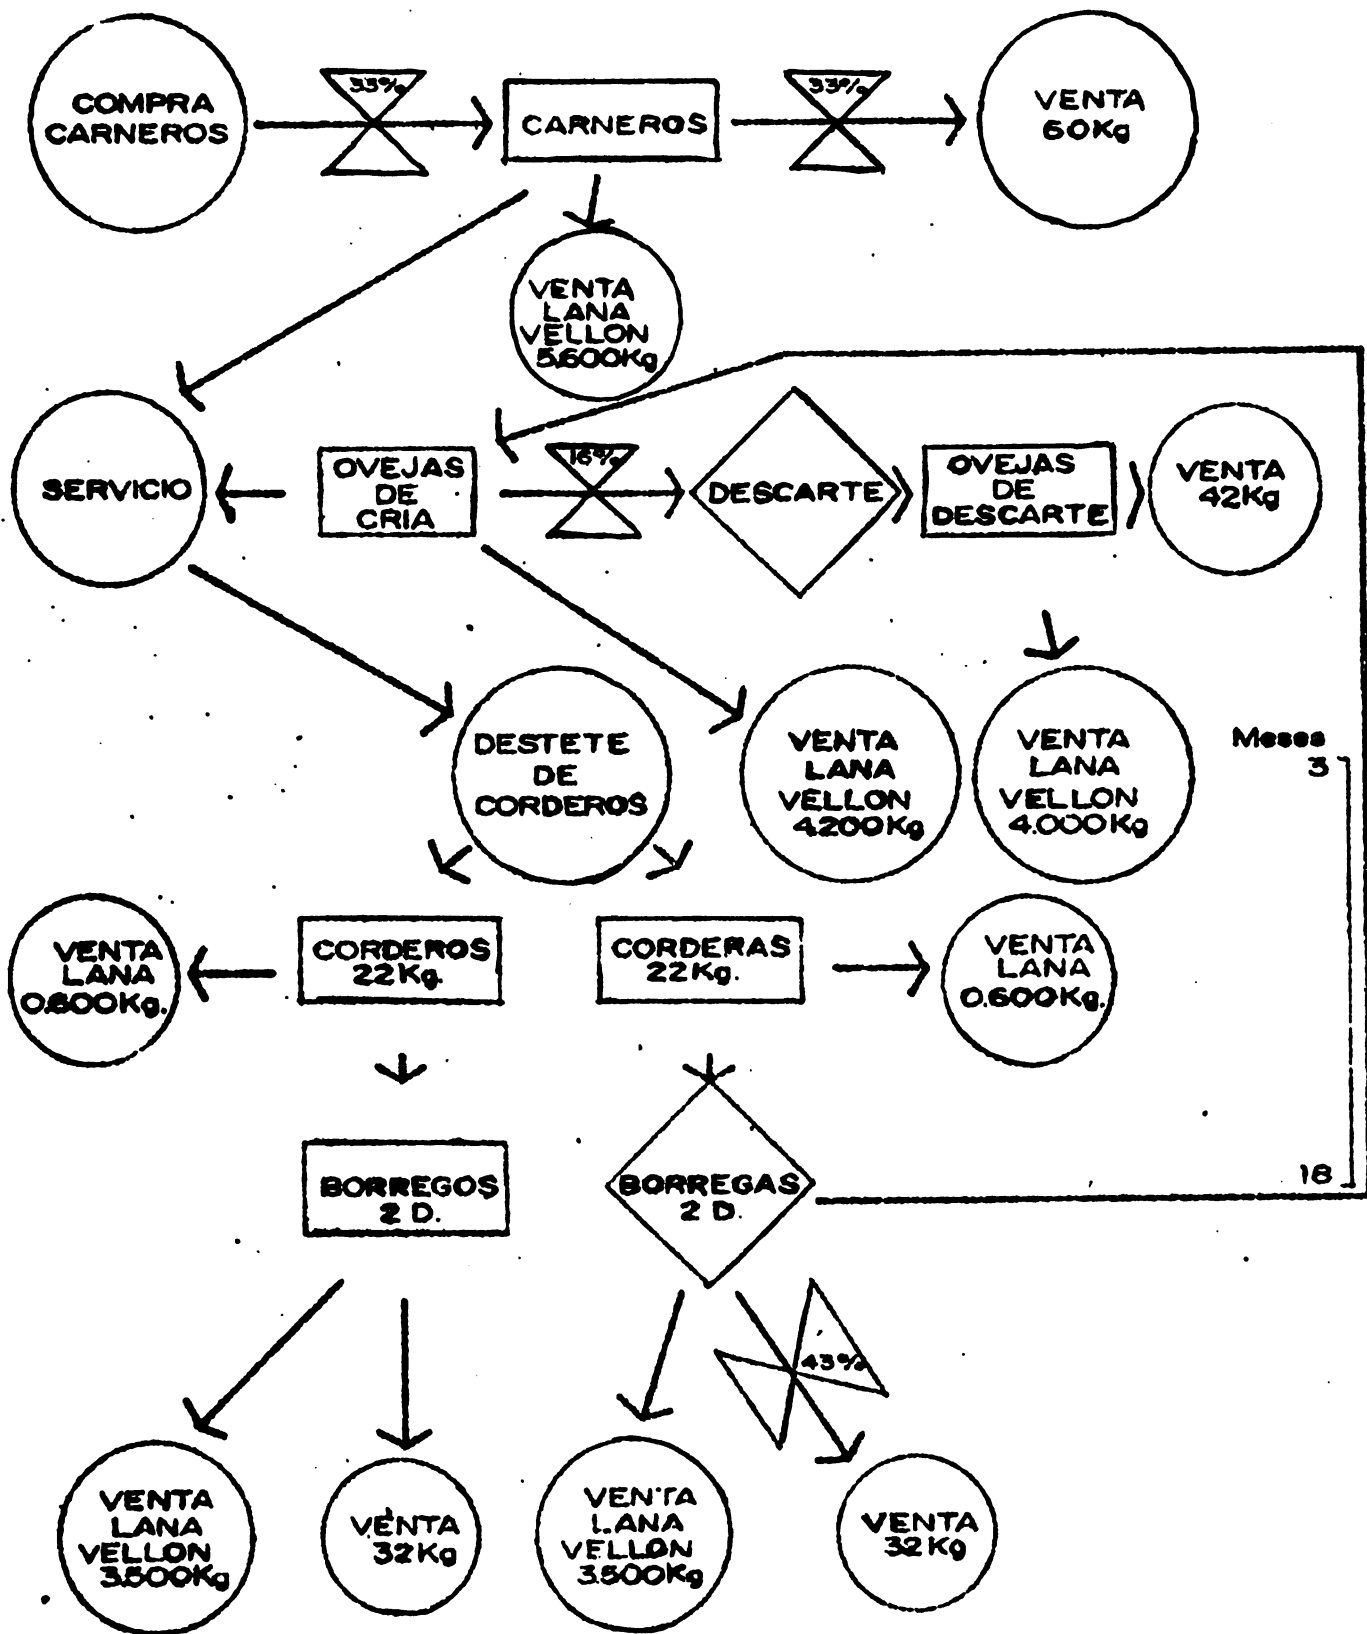 COMPRA
CARNEROS
33%
CARNEROS
33%
VENTA
60Kg
VENTA
LANA
VELLON
5.600Kg
SERVICIO
OVEJAS
DE
CRIA
16%
DESCARTE
OVEJAS
DE
DESCARTE
VENTA
42Kg
DESTETE
DE
CORDEROS
VENTA
LANA
VELLON
4.200Kg
VENTA
LANA
VELLON
4.000Kg
Meses
3
VENTA
LANA
0.600Kg.
CORDEROS
22Kg.
CORDERAS
22Kg.
VENTA
LANA
0.600Kg.
BORREGOS
2 D.
BORREGAS
2 D.
18
43%
VENTA
LANA
VELLON
3.500Kg
VENTA
32Kg
VENTA
LANA
VELLON
3.500Kg
VENTA
32Kg